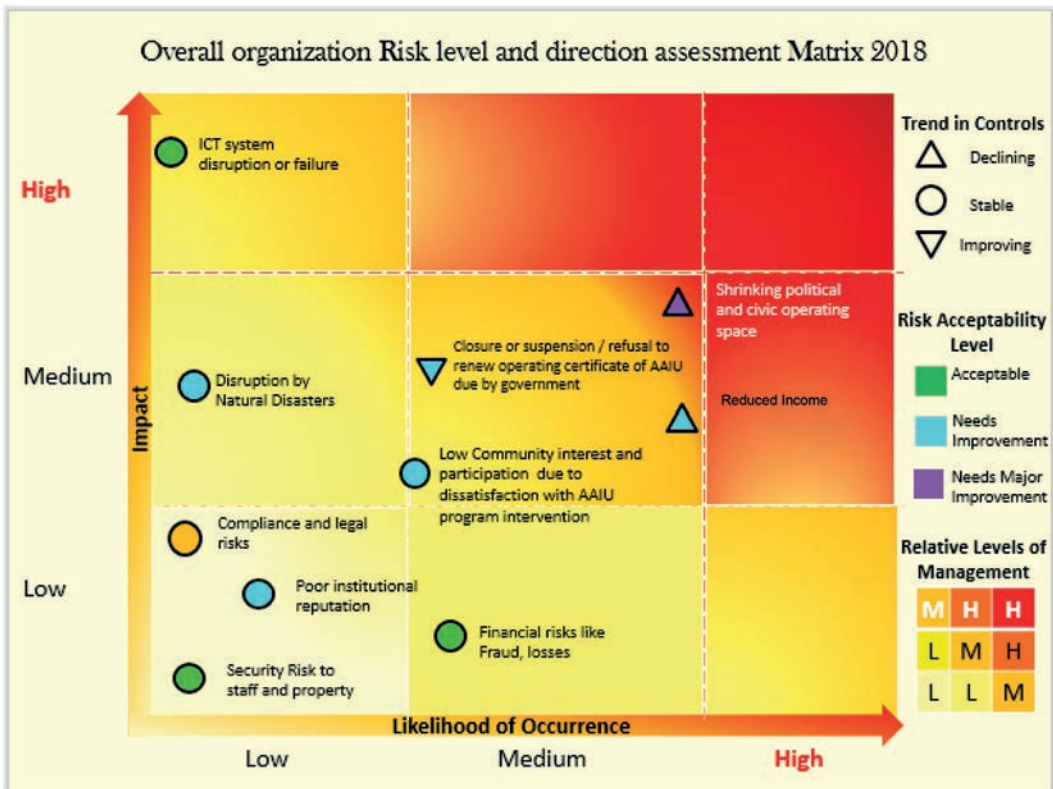 Overall organization Risk level and direction assessment Matrix 2018
High
Medium
Low
Impact
ICT system
disruption or failure
Disruption by
Natural Disasters
Closure or suspension / refusal to
renew operating certificate of AAIU
due by government
Low Community interest and
participation due to
dissatisfaction with AAIU
program intervention
Shrinking political
and civic operating
space
Reduced Income
Compliance and legal
risks
Poor institutional
reputation
Security Risk to
staff and property
Financial risks like
Fraud, losses
Likelihood of Occurrence
Low
Medium
High
Trend in Controls
Declining
Stable
Improving
Risk Acceptability
Level
Acceptable
Needs
Improvement
Needs Major
Improvement
Relative Levels of
Management
M H H
L M H
L L M